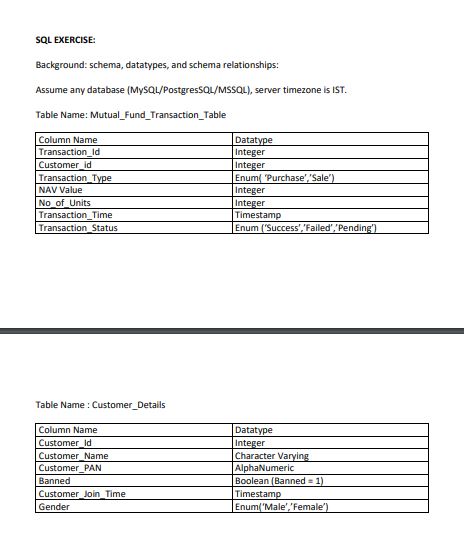 SQL EXERCISE:
Background: schema, datatypes, and schema relationships:
Assume any database (MySQL/PostgresSQL/MSSQL), server timezone is IST.
Table Name: Mutual_Fund_Transaction_Table
Column Name Datatype
Transaction_Id Integer
Customer_id Integer
Transaction_Type Enum( 'Purchase','Sale')
NAV Value Integer
No_of_Units Integer
Transaction_Time Timestamp
Transaction_Status Enum ('Success','Failed','Pending')
Table Name : Customer_Details
Column Name Datatype
Customer_Id Integer
Customer_Name Character Varying
Customer_PAN AlphaNumeric
Banned Boolean (Banned = 1)
Customer_Join_Time Timestamp
Gender Enum('Male','Female')